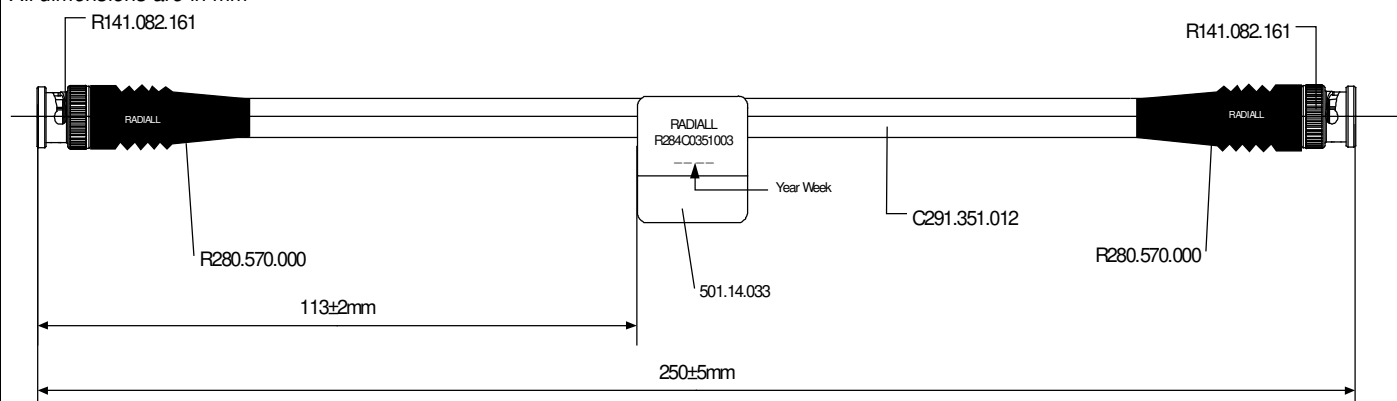 All dimensions are in mm
R141.082.161
R141.082.161
RADIALL
RADIALL
RADIALL
R284C0351003
Year Week
C291.351.012
R280.570.000
R280.570.000
501.14.033
113±2mm
250±5mm